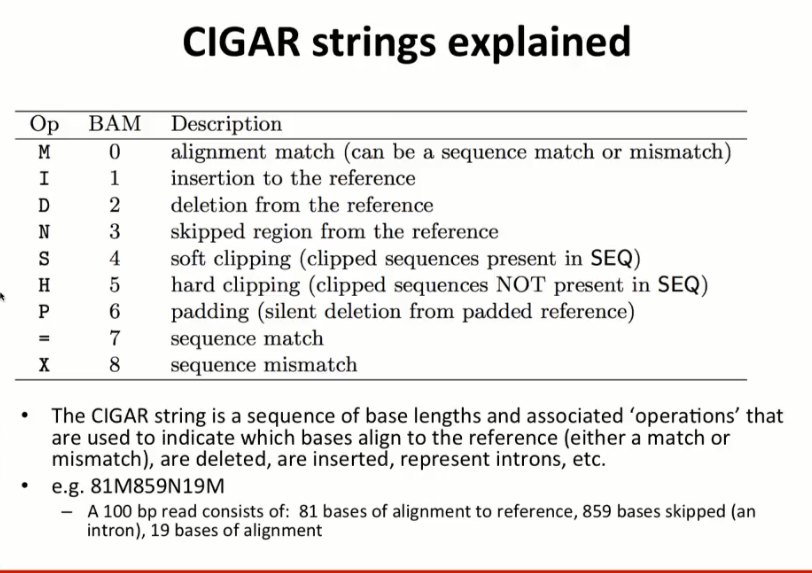 CIGAR strings explained
Op BAM Description
M 0 alignment match (can be a sequence match or mismatch)
I 1 insertion to the reference
D 2 deletion from the reference
N 3 skipped region from the reference
S 4 soft clipping (clipped sequences present in SEQ)
H 5 hard clipping (clipped sequences NOT present in SEQ)
P 6 padding (silent deletion from padded reference)
= 7 sequence match
X 8 sequence mismatch
• The CIGAR string is a sequence of base lengths and associated ‘operations’ that
are used to indicate which bases align to the reference (either a match or
mismatch), are deleted, are inserted, represent introns, etc.
• e.g. 81M859N19M
– A 100 bp read consists of: 81 bases of alignment to reference, 859 bases skipped (an
intron), 19 bases of alignment